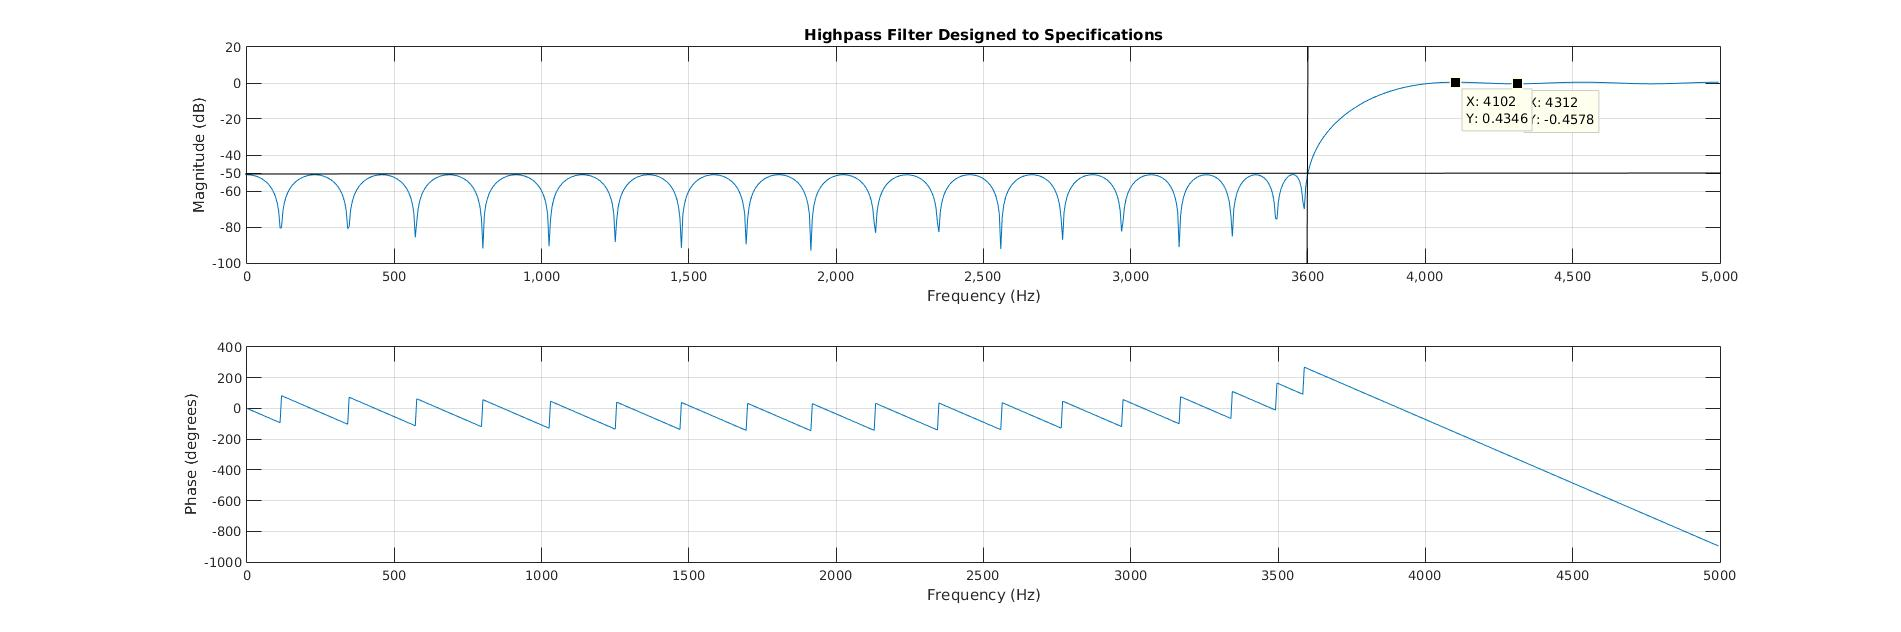 Highpass Filter Designed to Specifications
20
0
-20
-40
-50
-60
-80
-100
Magnitude (dB)
X: 4102
Y: 0.4346
X: 4312
Y: -0.4578
0 500 1,000 1,500 2,000 2,500 3,000 3600 4,000 4,500 5,000
Frequency (Hz)
400
200
0
-200
-400
-600
-800
-1000
Phase (degrees)
0 500 1000 1500 2000 2500 3000 3500 4000 4500 5000
Frequency (Hz)